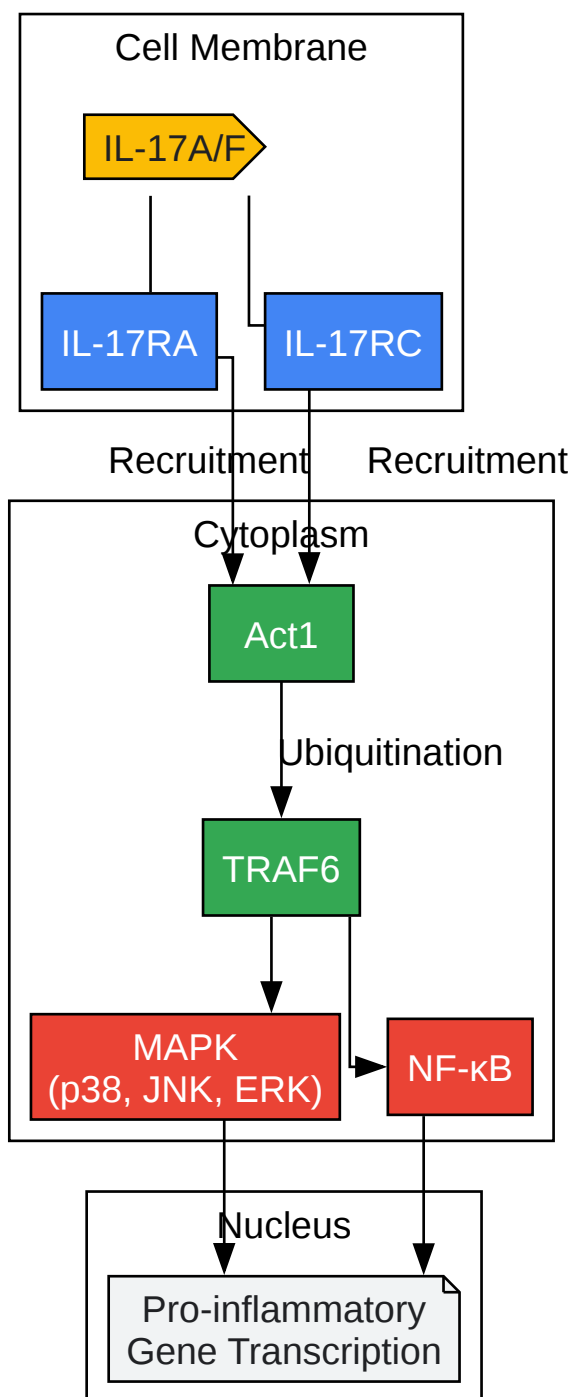 Cell Membrane
IL-17A/F
IL-17RA
IL-17RC
Recruitment
Recruitment
Cytoplasm
Act1
Ubiquitination
TRAF6
MAPK
(p38, JNK, ERK)
NF-κB
Nucleus
Pro-inflammatory
Gene Transcription